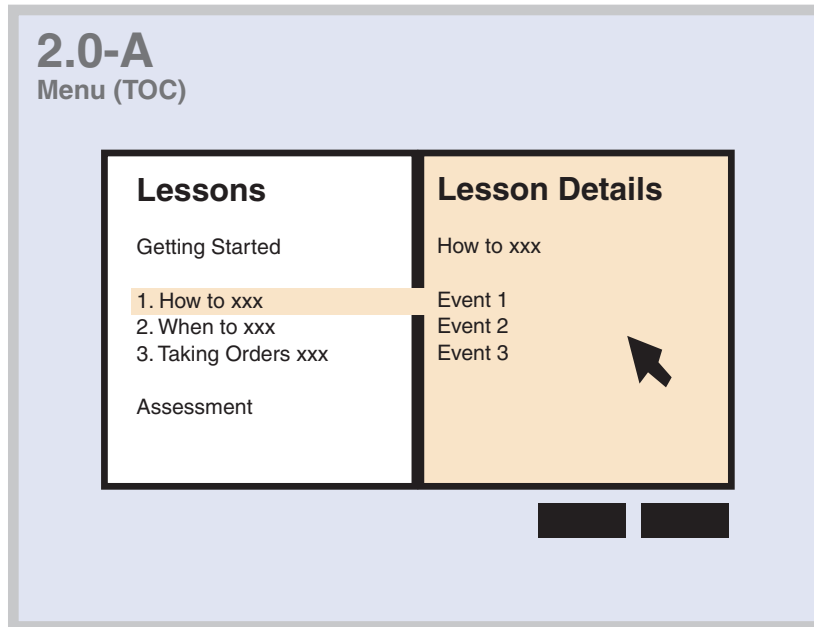 2.0-A
Menu (TOC)
Lessons
Getting Started
1. How to xxx
2. When to xxx
3. Taking Orders xxx
Assessment
Lesson Details
How to xxx
Event 1
Event 2
Event 3